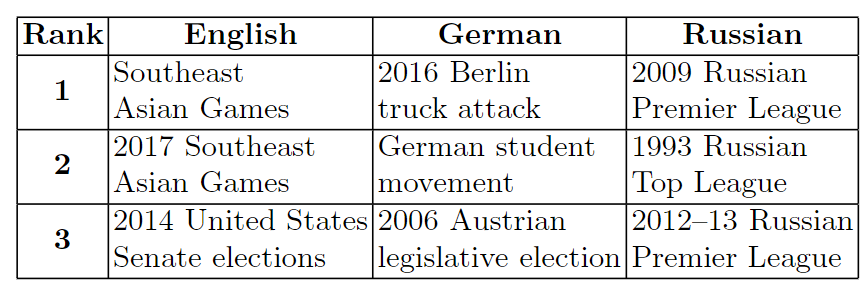 Rank English German Russian
1 Southeast Asian Games 2016 Berlin truck attack 2009 Russian Premier League
2 2017 Southeast Asian Games German student movement 1993 Russian Top League
3 2014 United States Senate elections 2006 Austrian legislative election 2012–13 Russian Premier League